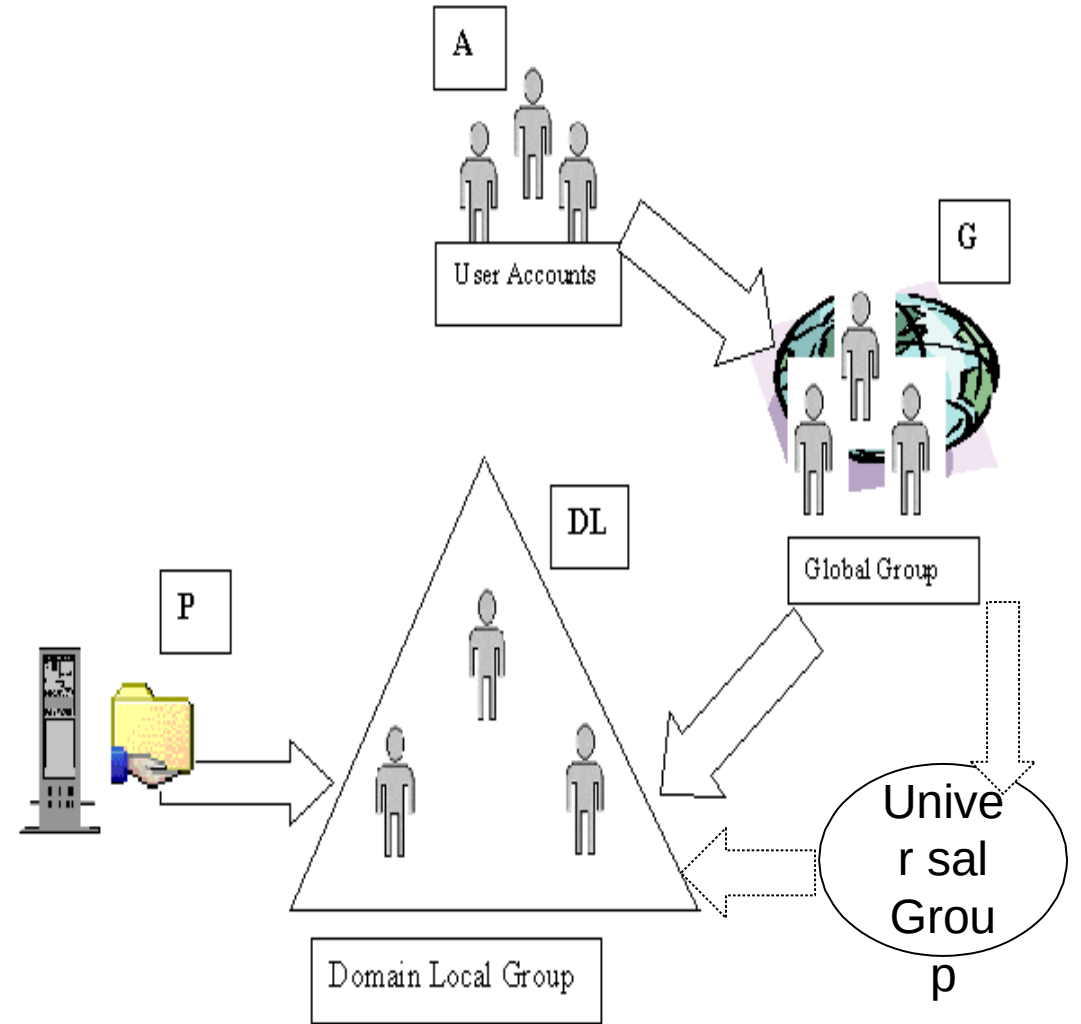 A
User Accounts
G
DL
Global Group
P
Unive
r sal
Grou
p
Domain Local Group